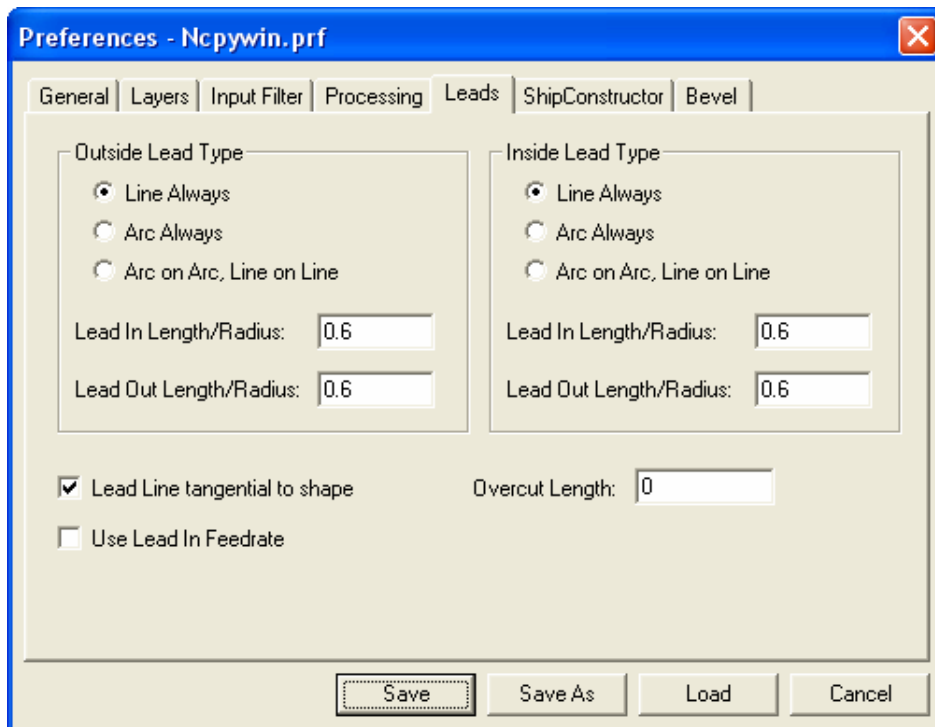 Preferences - Ncpywin.prf
General Layers Input Filter Processing Leads ShipConstructor Bevel
Outside Lead Type
Line Always
Arc Always
Arc on Arc, Line on Line
Lead In Length/Radius: 0.6
Lead Out Length/Radius: 0.6
Inside Lead Type
Line Always
Arc Always
Arc on Arc, Line on Line
Lead In Length/Radius: 0.6
Lead Out Length/Radius: 0.6
Lead Line tangential to shape
Overcut Length: 0
Use Lead In Feedrate
Save Save As Load Cancel